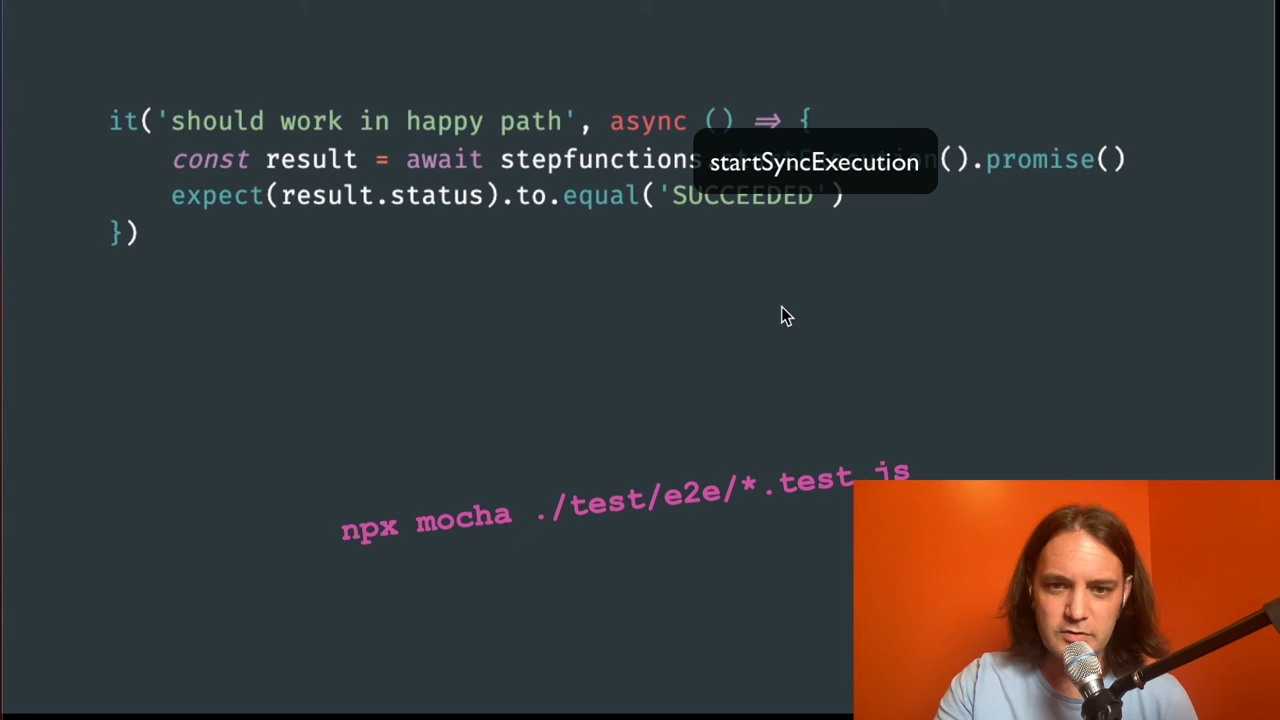 it('should work in happy path', async () ⇒ {
const result = await stepfunctions startSyncExecution ().promise()
expect(result.status).to.equal('SUCCEEDED')
})
npx mocha ./test/e2e/*.test.js